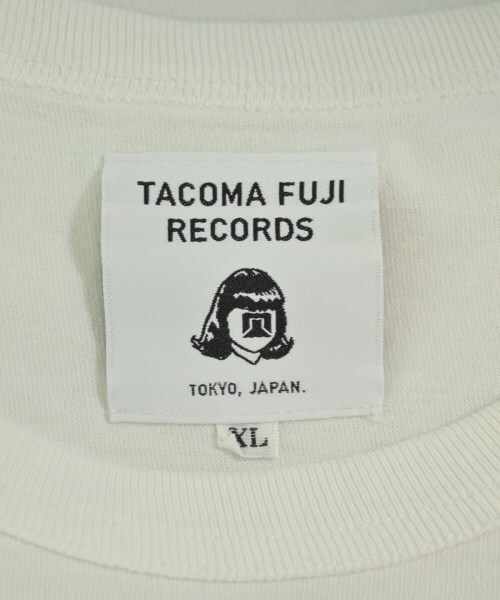 TACOMA FUJI
RECORDS
TOKYO, JAPAN.
XL